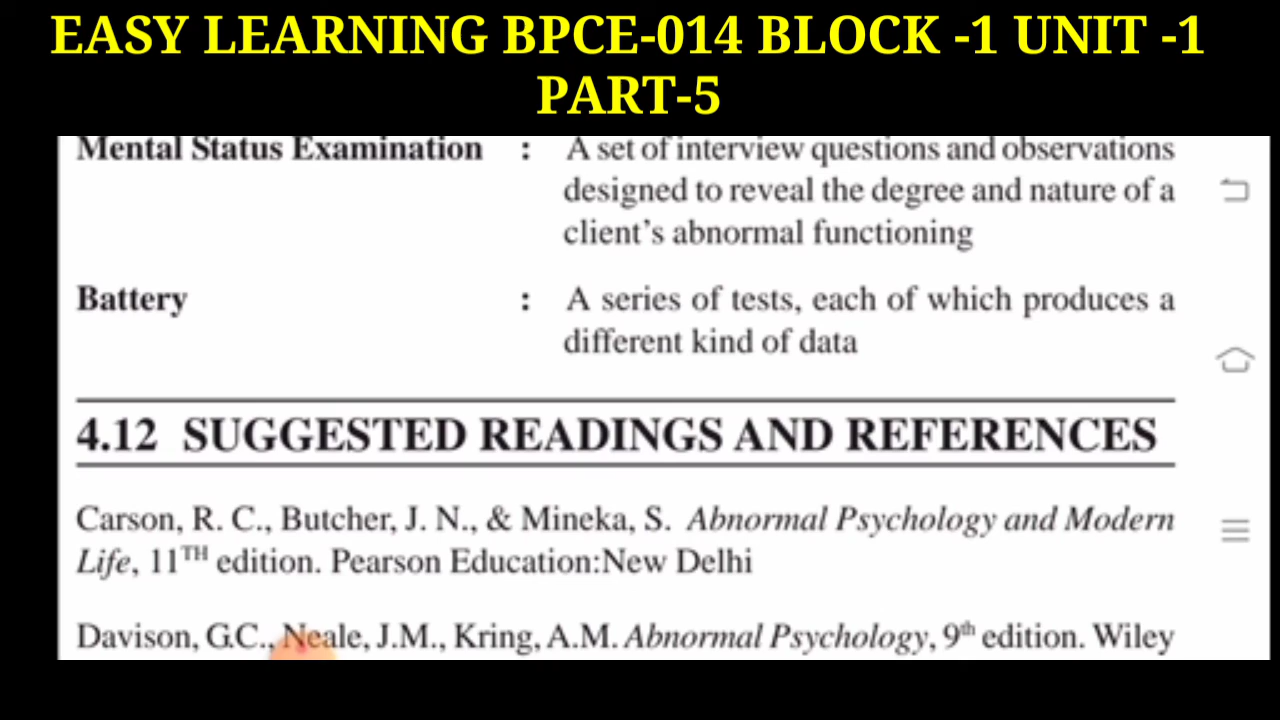 EASY LEARNING BPCE-014 BLOCK -1 UNIT -1
PART-5
Mental Status Examination : A set of interview questions and observations
designed to reveal the degree and nature of a
client's abnormal functioning
Battery : A series of tests, each of which produces a
different kind of data
4.12 SUGGESTED READINGS AND REFERENCES
Carson, R. C., Butcher, J. N., & Mineka, S. Abnormal Psychology and Modern
Life, 11TH edition. Pearson Education:New Delhi
Davison, G.C., Neale, J.M., Kring, A.M. Abnormal Psychology, 9th edition. Wiley